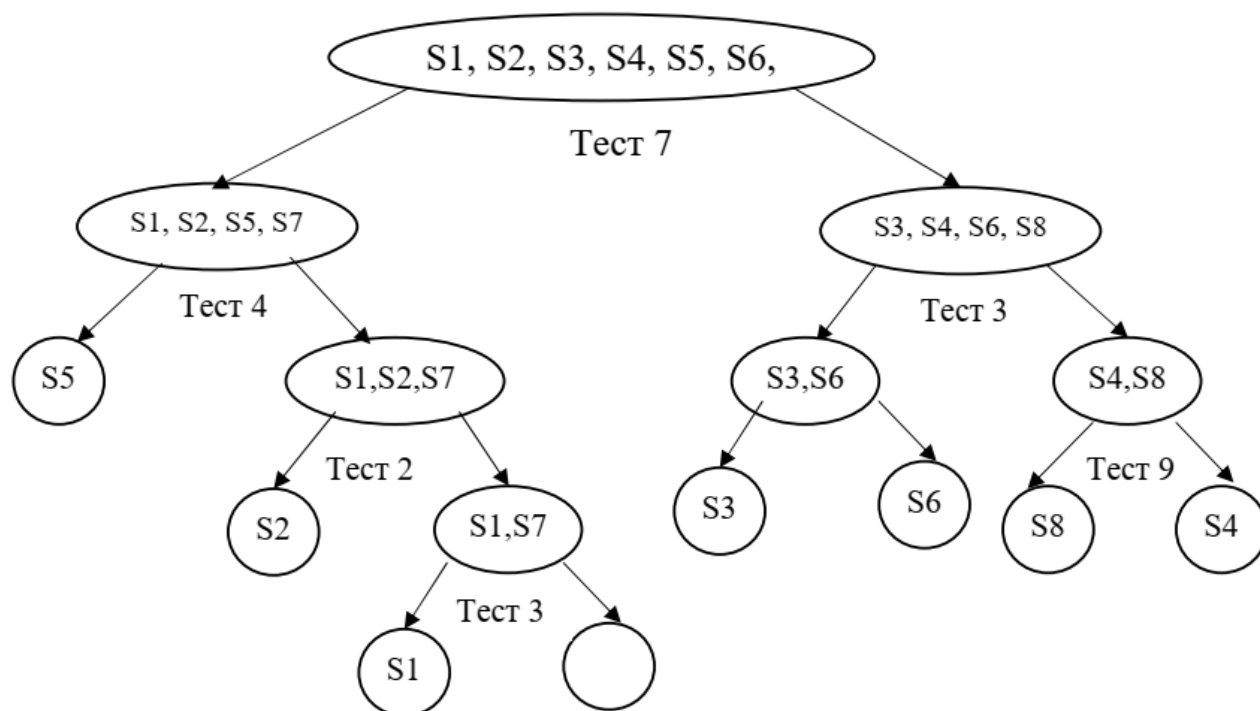 S1, S2, S3, S4, S5, S6,
Тест 7
S1, S2, S5, S7
S3, S4, S6, S8
Тест 4
Тест 3
S5
S1,S2,S7
S3,S6
S4,S8
Тест 2
Тест 9
S2
S1,S7
S3
S6
S8
S4
Тест 3
S1